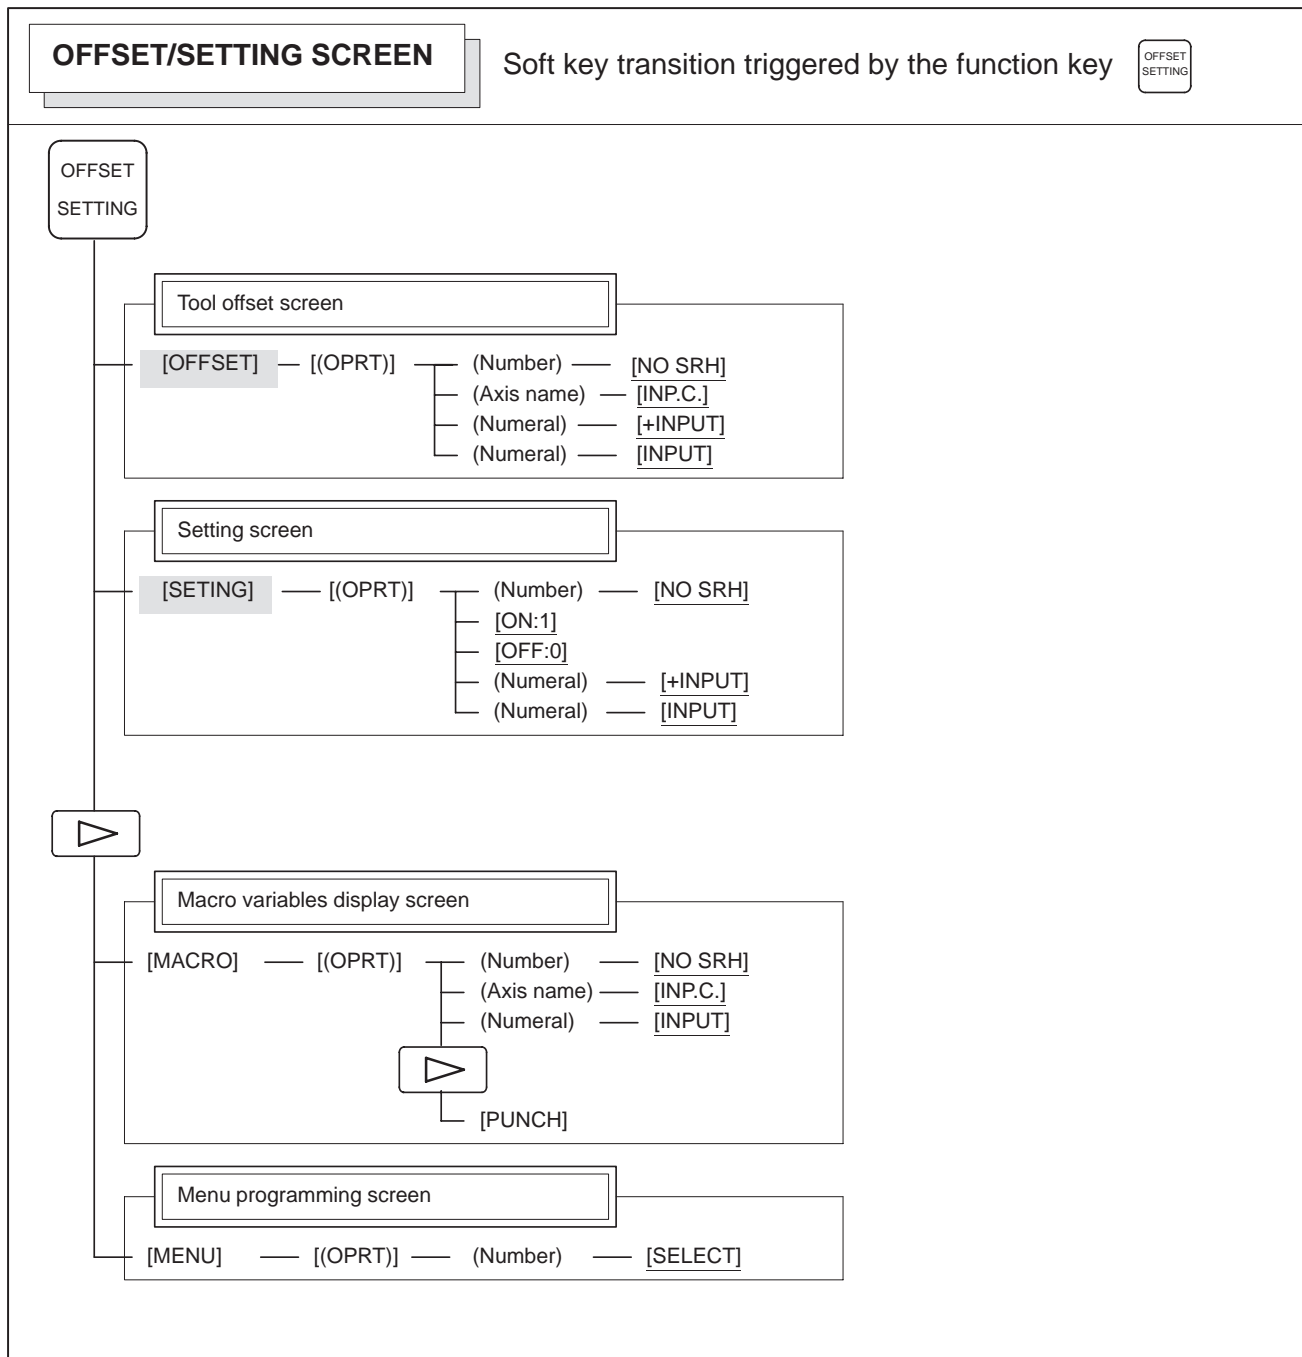 OFFSET/SETTING SCREEN
Soft key transition triggered by the function key
OFFSET
SETTING
OFFSET
SETTING
Tool offset screen
[OFFSET] [(OPRT)] (Number) [NO SRH]
(Axis name) [INP.C.]
(Numeral) [+INPUT]
(Numeral) [INPUT]
Setting screen
[SETING] [(OPRT)] (Number) [NO SRH]
[ON:1]
[OFF:0]
(Numeral) [+INPUT]
(Numeral) [INPUT]
Macro variables display screen
[MACRO] [(OPRT)] (Number) [NO SRH]
(Axis name) [INP.C.]
(Numeral) [INPUT]
[PUNCH]
Menu programming screen
[MENU] [(OPRT)] (Number) [SELECT]